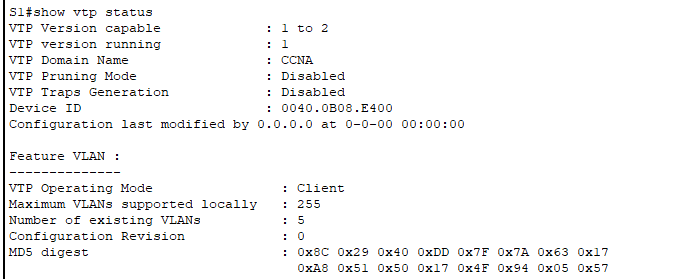 S1#show vtp status
VTP Version capable             : 1 to 2
VTP version running             : 1
VTP Domain Name                 : CCNA
VTP Pruning Mode                : Disabled
VTP Traps Generation            : Disabled
Device ID                       : 0040.0B08.E400
Configuration last modified by 0.0.0.0 at 0-0-00 00:00:00
Feature VLAN :
--------------
VTP Operating Mode                : Client
Maximum VLANs supported locally   : 255
Number of existing VLANs          : 5
Configuration Revision            : 0
MD5 digest                        : 0x8C 0x29 0x40 0xDD 0x7F 0x7A 0x63 0x17
                                    0xA8 0x51 0x50 0x17 0x4F 0x94 0x05 0x57